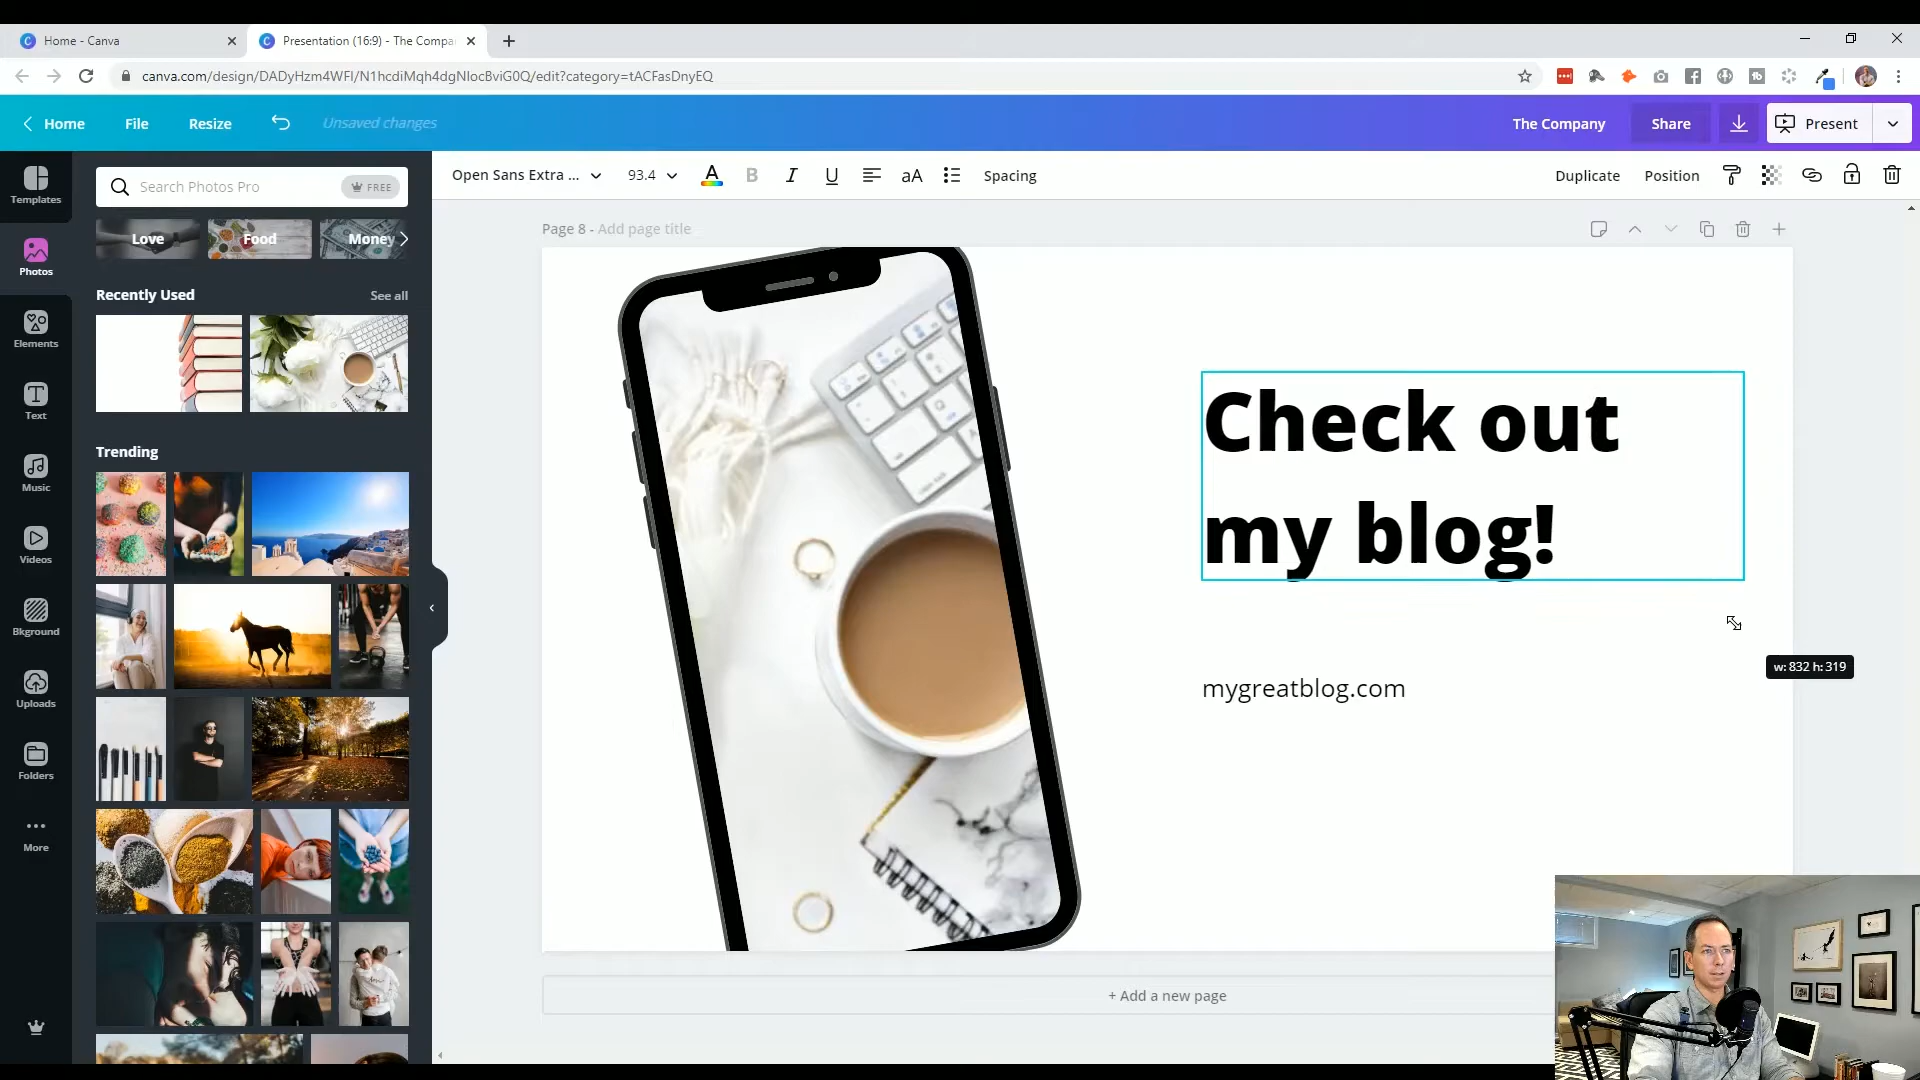 Home - Canva
Presentation (16:9) - The Compa
canva.com/design/DADyHzm4WFI/N1hcdiMqh4dgNlocBviG0Q/edit?category=tACFasDnyEQ
Home
File
Resize
Unsaved changes
The Company
Share
Present
Templates
Photos
Elements
Text
Music
Videos
Bkground
Uploads
Folders
More
Search Photos Pro
FREE
Love
Food
Money
Recently Used
See all
Trending
Open Sans Extra ...
93.4
A
B
I
U
aA
Spacing
Duplicate
Position
Page 8 - Add page title
Check out
my blog!
w: 832 h: 319
mygreatblog.com
+ Add a new page